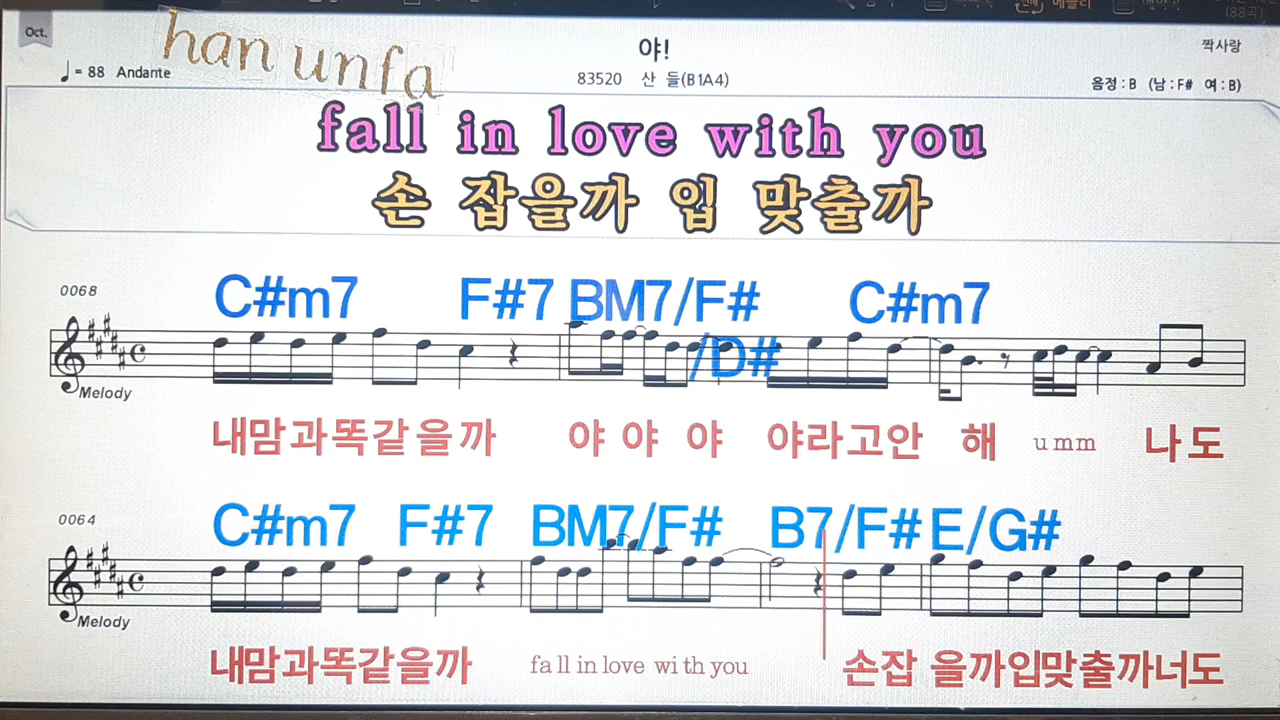 Oct.
han unfa
야!
짝사랑
♩= 88 Andante
83520 산 들(B1A4)
음정 : B (남 : F# 여 : B)
fall in love with you
손 잡을까 입 맞출까
0068
C#m7 F#7 BM7/F# C#m7
/D#
Melody
내맘과똑같을까 야 야 야 야라고안 해 umm 나도
0064
C#m7 F#7 BM7/F# B7/F# E/G#
Melody
내맘과똑같을까 fall in love with you 손잡 을까입맞출까너도